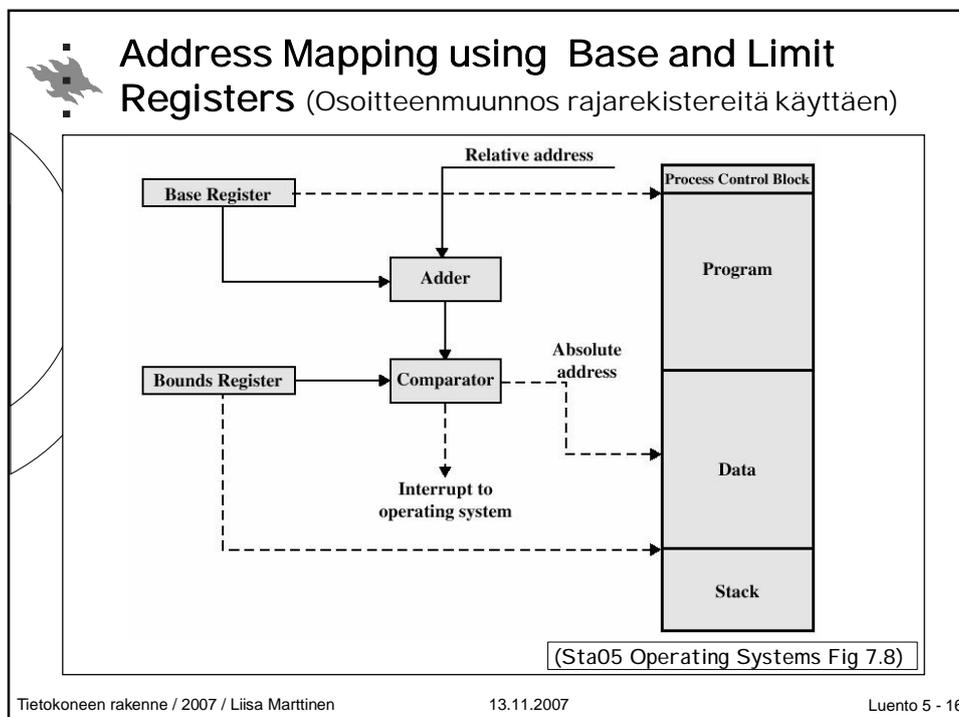 Address Mapping using Base and Limit
Registers (Osoitteenmuunnos rajarekistereitä käyttäen)
Relative address
Process Control Block
Base Register
Program
Adder
Absolute
address
Bounds Register
Comparator
Data
Interrupt to
operating system
Stack
(Sta05 Operating Systems Fig 7.8)
Tietokoneen rakenne / 2007 / Liisa Marttinen
13.11.2007
Luento 5 - 16